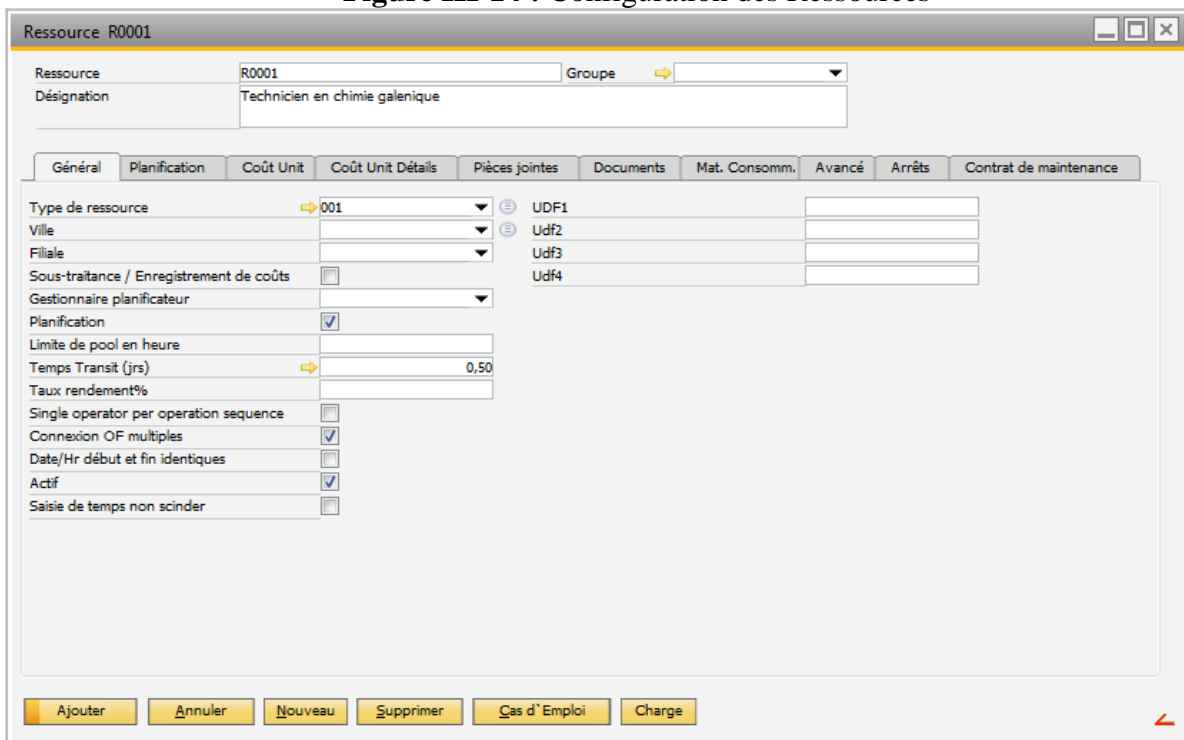 Ressource R0001
Ressource R0001 Groupe
Désignation Technicien en chimie galenique
Général Planification Coût Unit Coût Unit Détails Pièces jointes Documents Mat. Consomm. Avancé Arrêts Contrat de maintenance
Type de ressource 001 UDF1
Ville Udf2
Filiale Udf3
Sous-traitance / Enregistrement de coûts Udf4
Gestionnaire planificateur
Planification
Limite de pool en heure
Temps Transit (jrs) 0,50
Taux rendement%
Single operator per operation sequence
Connexion OF multiples
Date/Hr début et fin identiques
Actif
Saisie de temps non scinder
Ajouter Annuler Nouveau Supprimer Cas d`Emploi Charge